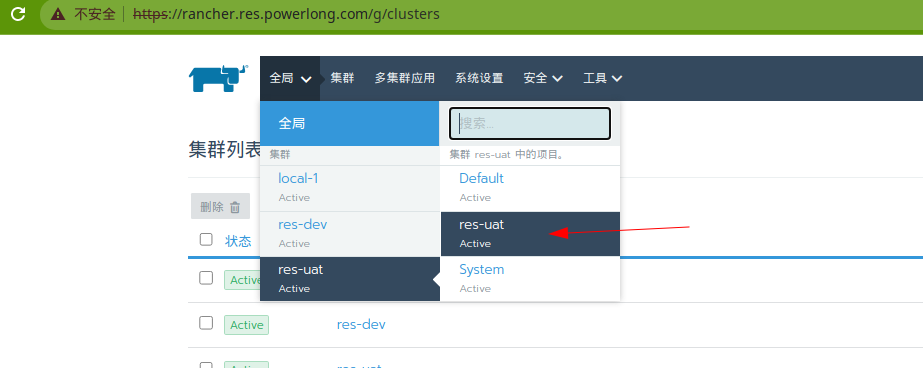 不安全 https://rancher.res.powerlong.com/g/clusters
全局 集群 多集群应用 系统设置 安全 工具
全局 搜索...
集群列表
集群 集群 res-uat 中的项目。
local-1 Default
Active Active
删除
res-dev res-uat
Active Active
状态
res-uat System
Active Active
Active
Active res-dev